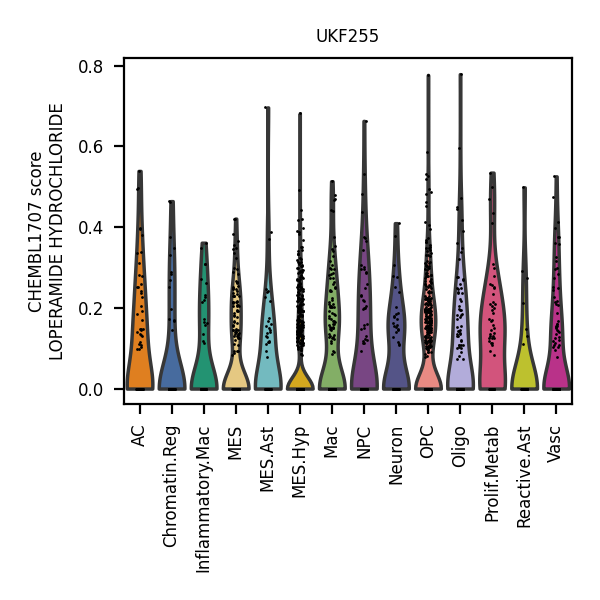 UKF255
CHEMBL1707 score
LOPERAMIDE HYDROCHLORIDE
0.8
0.6
0.4
0.2
0.0
AC
Chromatin.Reg
Inflammatory.Mac
MES
MES.Ast
MES.Hyp
Mac
NPC
Neuron
OPC
Oligo
Prolif.Metab
Reactive.Ast
Vasc